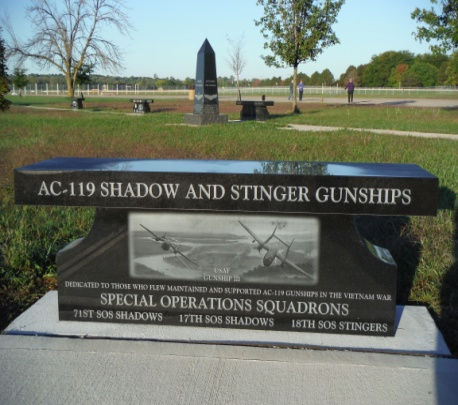 AC-119 SHADOW AND STINGER GUNSHIPS
USAF
GUNSHIP III
DEDICATED TO THOSE WHO FLEW MAINTAINED AND SUPPORTED AC-119 GUNSHIPS IN THE VIETNAM WAR
SPECIAL OPERATIONS SQUADRONS
71ST SOS SHADOWS 17TH SOS SHADOWS 18TH SOS STINGERS